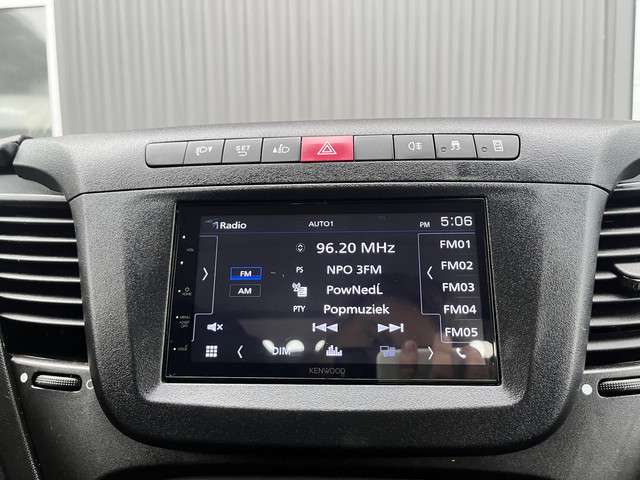 SET
Radio AUTO1 PM 5:06
96.20 MHz FM01
FM PS NPO 3FM FM02
AM PowNedĹ FM03
PTY Popmuziek FM04
FM05
DIM
KENWOOD